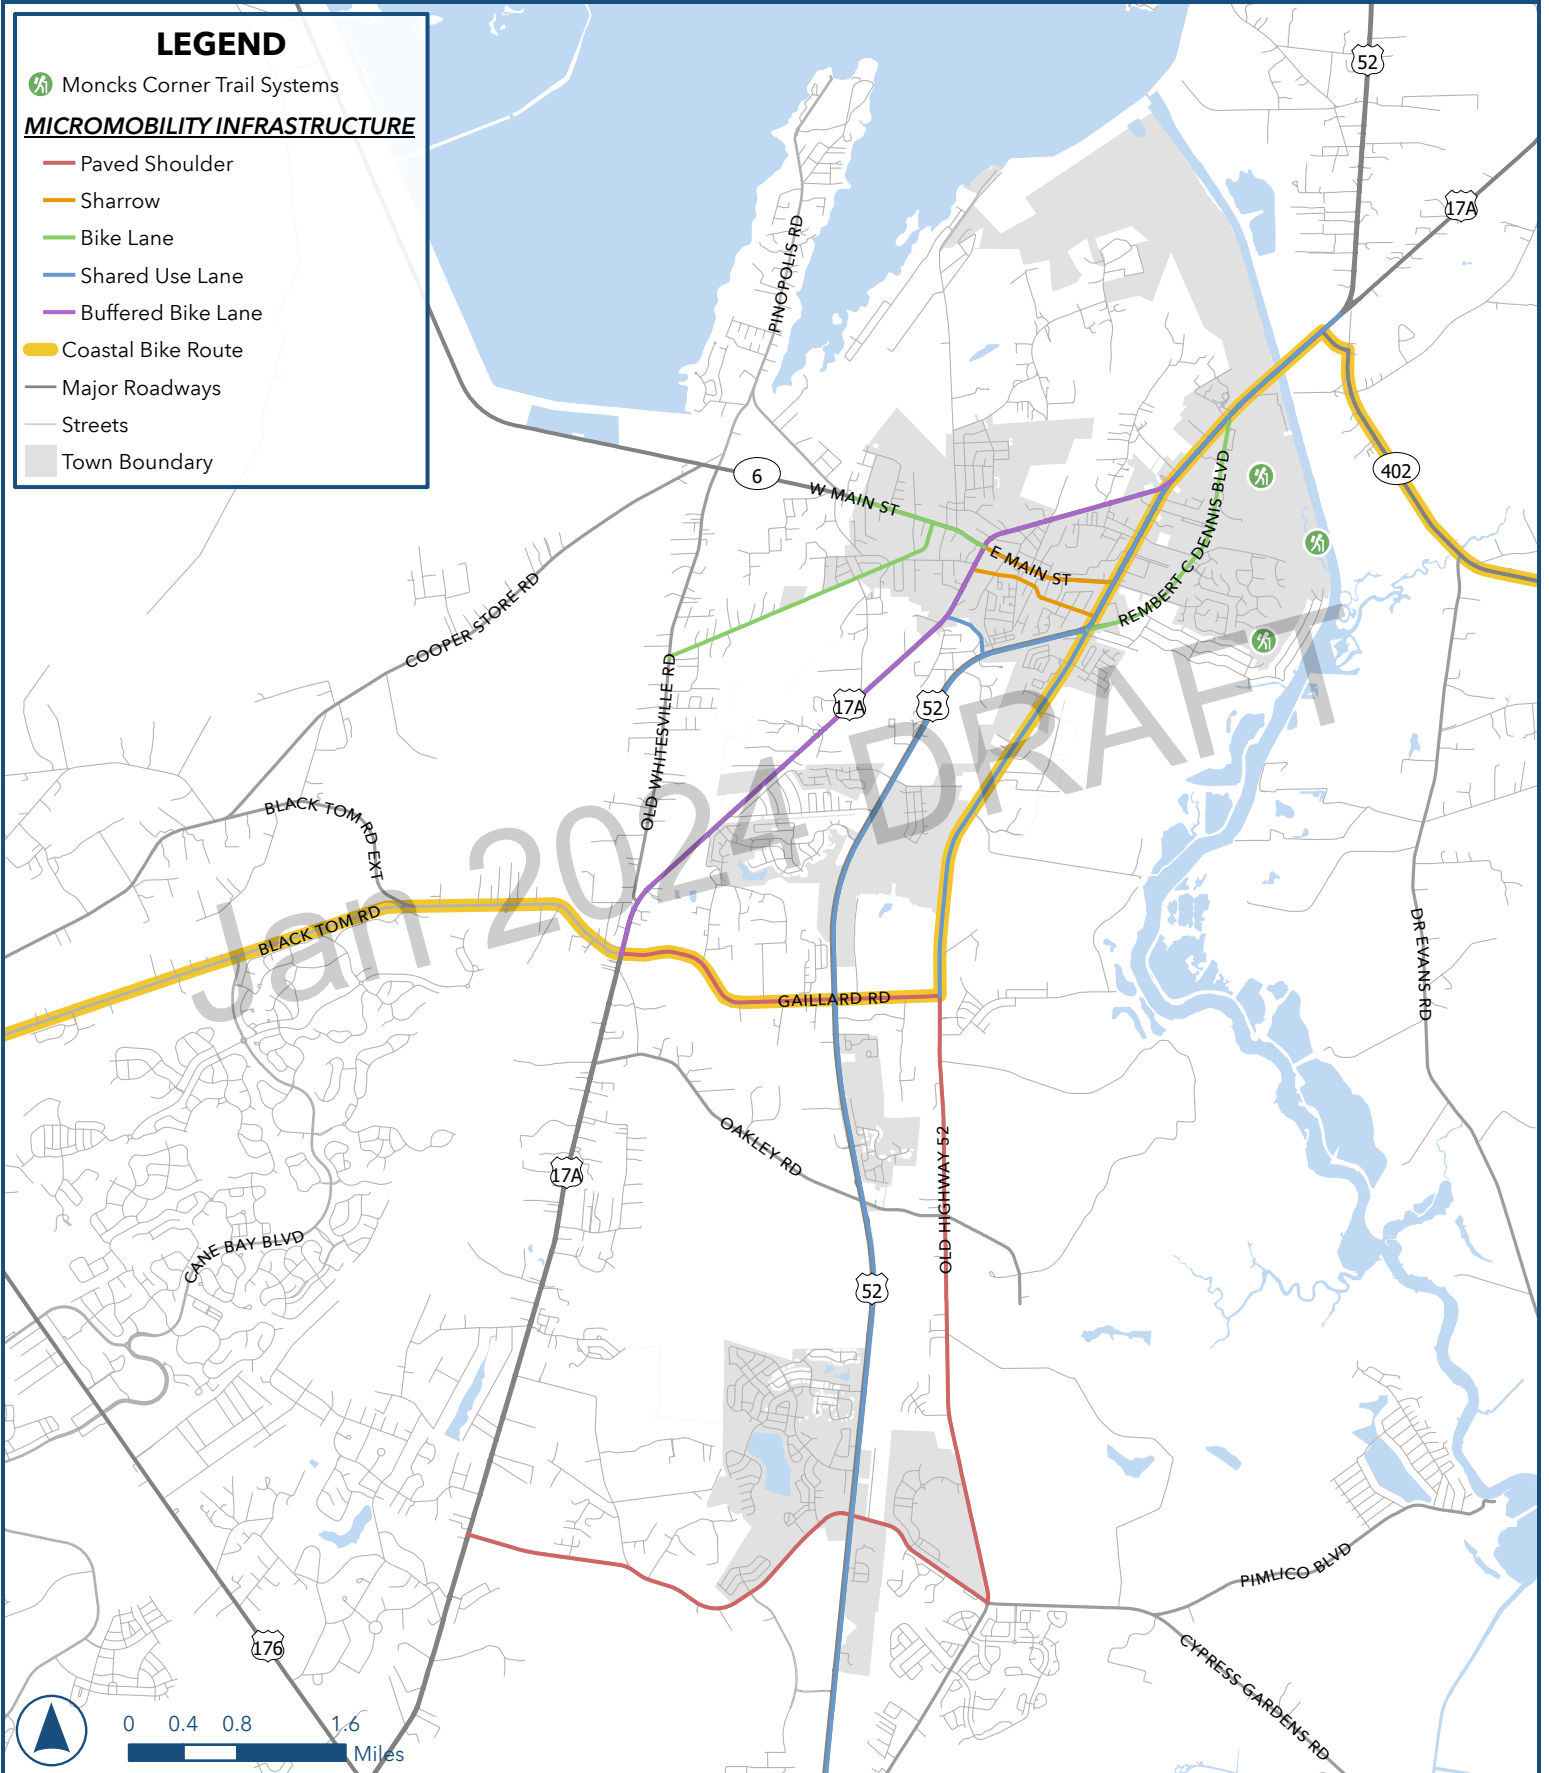 LEGEND
Moncks Corner Trail Systems
MICROMOBILITY INFRASTRUCTURE
Paved Shoulder
Sharrow
Bike Lane
Shared Use Lane
Buffered Bike Lane
Coastal Bike Route
Major Roadways
Streets
Town Boundary
52
17A
PINOPOLIS RD
6
W MAIN ST
402
REMBERT C DENNIS BLVD
E MAIN ST
COOPER STORE RD
OLD WHITESVILLE RD
17A
52
BLACK TOM RD EXT
BLACK TOM RD
Jan 2024 DRAFT
GAILLARD RD
DR EVANS RD
OAKLEY RD
17A
OLD HIGHWAY 52
CANE BAY BLVD
52
PIMLICO BLVD
176
CYPRESS GARDENS RD
0 0.4 0.8 1.6
Miles